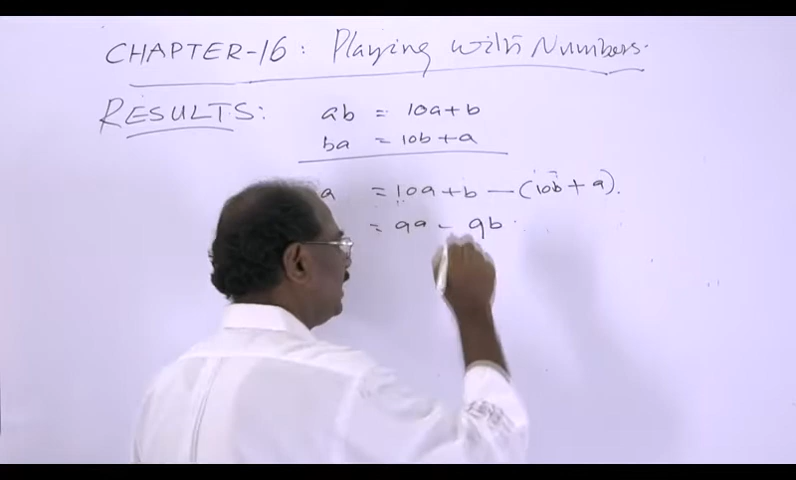 CHAPTER-16: Playing with Numbers.
RESULTS: ab = 10a+b
ba = 10b+a
a = 10a+b - (10b+a).
= 9a - 9b